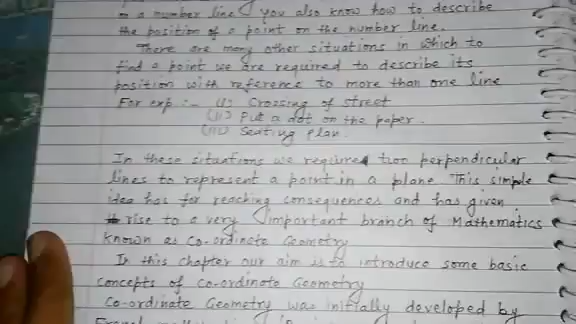 on a number line, you also know how to describe
the position of a point on the number line.
There are many other situations in which to
find a point we are required to describe its
position with reference to more than one line
For exp :- (i) Crossing of street
(ii) Put a dot on the paper.
(iii) Seating plan.
In these situations we required two perpendicular
lines to represent a point in a plane. This simple
idea has far reaching consequences and has given
rise to a very important branch of Mathematics
known as Co-ordinate Geometry
In this chapter our aim is to introduce some basic
concepts of co-ordinate Geometry
Co-ordinate Geometry was initially developed by
French